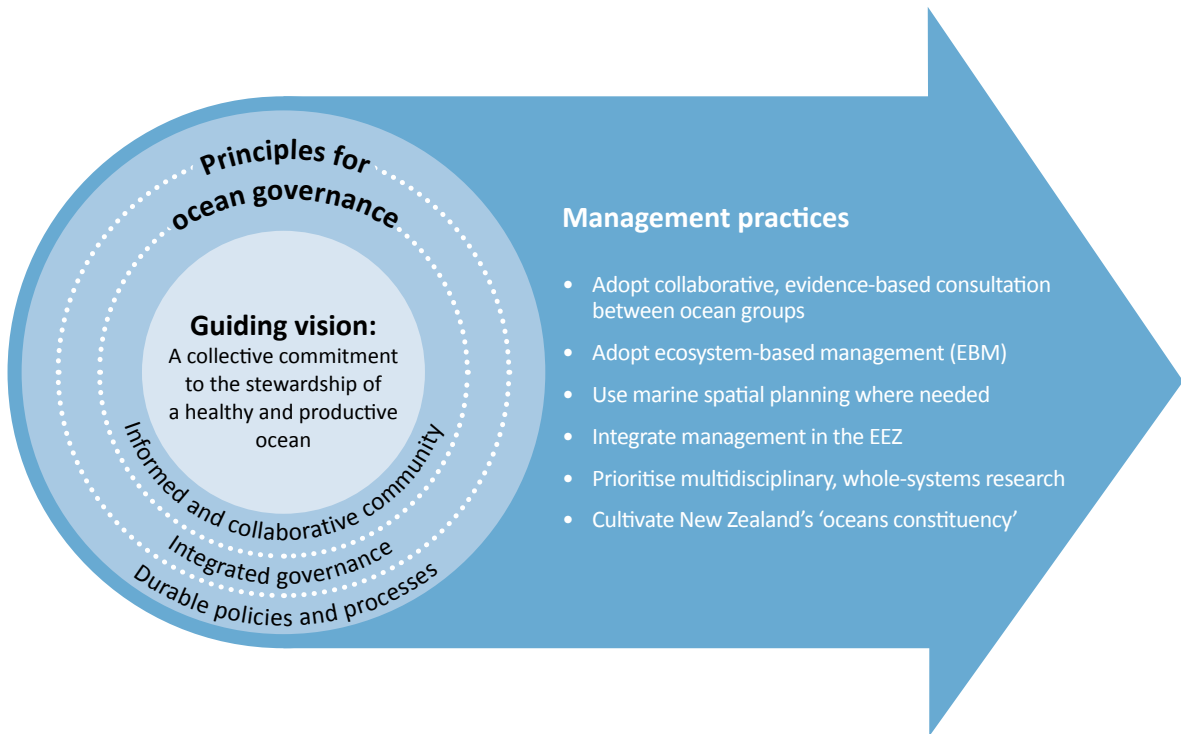 Principles for
ocean governance
Guiding vision:
A collective commitment
to the stewardship of
a healthy and productive
ocean
Informed and collaborative community
Integrated governance
Durable policies and processes
Management practices
• Adopt collaborative, evidence-based consultation
between ocean groups
• Adopt ecosystem-based management (EBM)
• Use marine spatial planning where needed
• Integrate management in the EEZ
• Prioritise multidisciplinary, whole-systems research
• Cultivate New Zealand’s ‘oceans constituency’